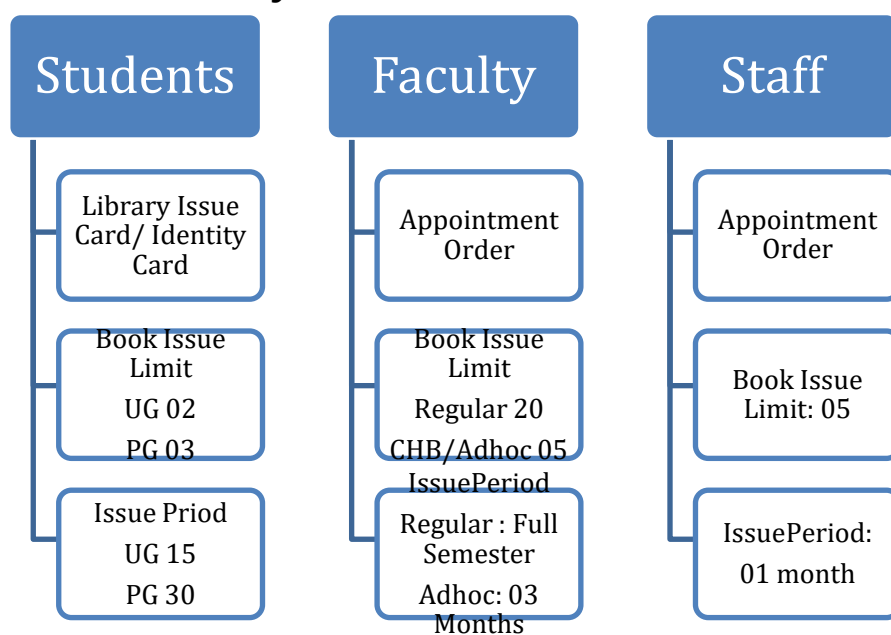 Students
Library Issue
Card/ Identity
Card
Book Issue
Limit
UG 02
PG 03
Issue Priod
UG 15
PG 30
Faculty
Appointment
Order
Book Issue
Limit
Regular 20
CHB/Adhoc 05
IssuePeriod
Regular : Full
Semester
Adhoc: 03
Months
Staff
Appointment
Order
Book Issue
Limit: 05
IssuePeriod:
01 month